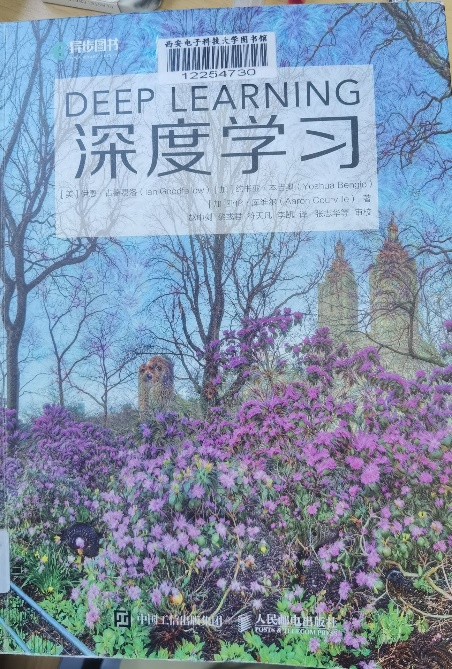 异步图书
西安电子科技大学图书馆
12254730
DEEP LEARNING
深度学习
[美] 伊恩·古德费洛 (Ian Goodfellow) [加] 约书亚·本吉奥 (Yoshua Bengio)
[加] 亚伦·库维尔 (Aaron Courville) 著
赵申剑 黎彧君 符天凡 李凯 译 张志华等 审校
中国工信出版集团 人民邮电出版社
POSTS & TELECOM PRESS